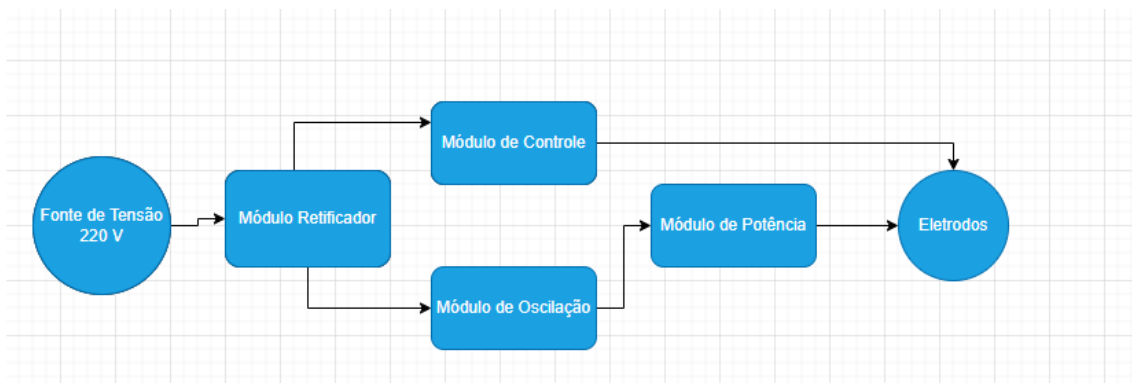 Fonte de Tensão
220 V
Módulo Retificador
Módulo de Controle
Módulo de Oscilação
Módulo de Potência
Eletrodos